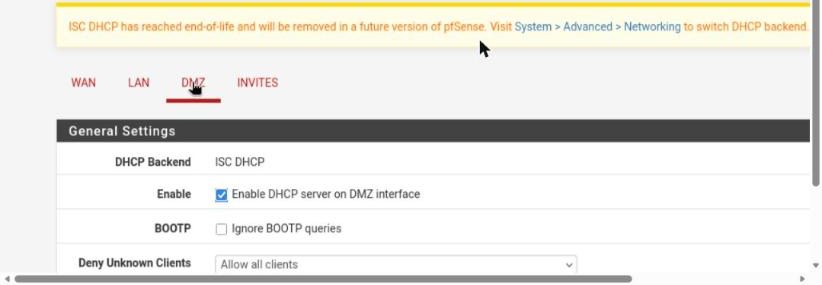 ISC DHCP has reached end-of-life and will be removed in a future version of pfSense. Visit System > Advanced > Networking to switch DHCP backend.
WAN LAN DMZ INVITES
General Settings
DHCP Backend ISC DHCP
Enable Enable DHCP server on DMZ interface
BOOTP Ignore BOOTP queries
Deny Unknown Clients Allow all clients